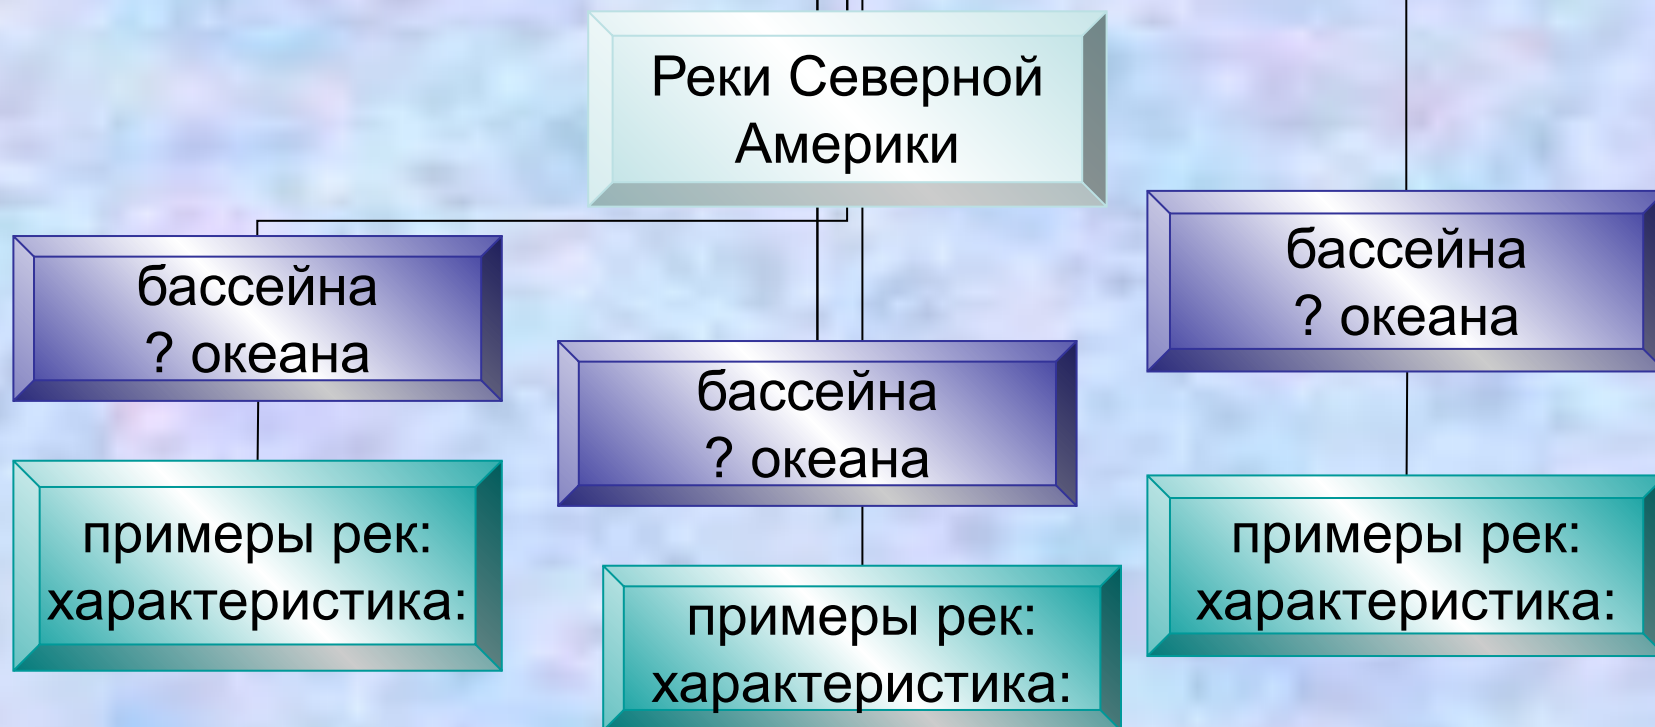 Реки Северной
Америки
бассейна
? океана
бассейна
? океана
бассейна
? океана
примеры рек:
характеристика:
примеры рек:
характеристика:
примеры рек:
характеристика: